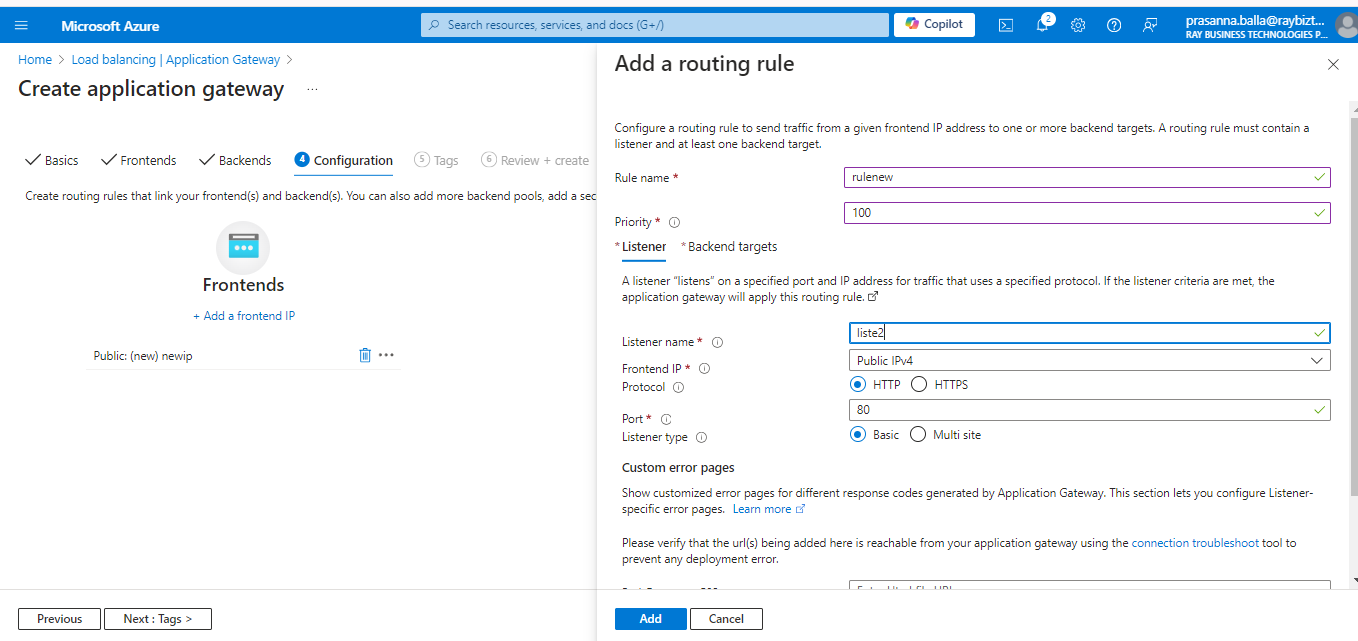 Microsoft Azure
Search resources, services, and docs (G+/)
Copilot
2
prasanna.balla@raybizt...
RAY BUSINESS TECHNOLOGIES P...
Home > Load balancing | Application Gateway >
Create application gateway ...
Basics
Frontends
Backends
4 Configuration
5 Tags
6 Review + create
Create routing rules that link your frontend(s) and backend(s). You can also add more backend pools, add a sec
Frontends
+ Add a frontend IP
Public: (new) newip
Previous
Next : Tags >
Add a routing rule
Configure a routing rule to send traffic from a given frontend IP address to one or more backend targets. A routing rule must contain a
listener and at least one backend target.
Rule name *
rulenew
Priority *
100
* Listener
* Backend targets
A listener “listens” on a specified port and IP address for traffic that uses a specified protocol. If the listener criteria are met, the
application gateway will apply this routing rule.
Listener name *
liste2
Frontend IP *
Public IPv4
Protocol
HTTP
HTTPS
Port *
80
Listener type
Basic
Multi site
Custom error pages
Show customized error pages for different response codes generated by Application Gateway. This section lets you configure Listener-
specific error pages. Learn more
Please verify that the url(s) being added here is reachable from your application gateway using the connection troubleshoot tool to
prevent any deployment error.
Add
Cancel